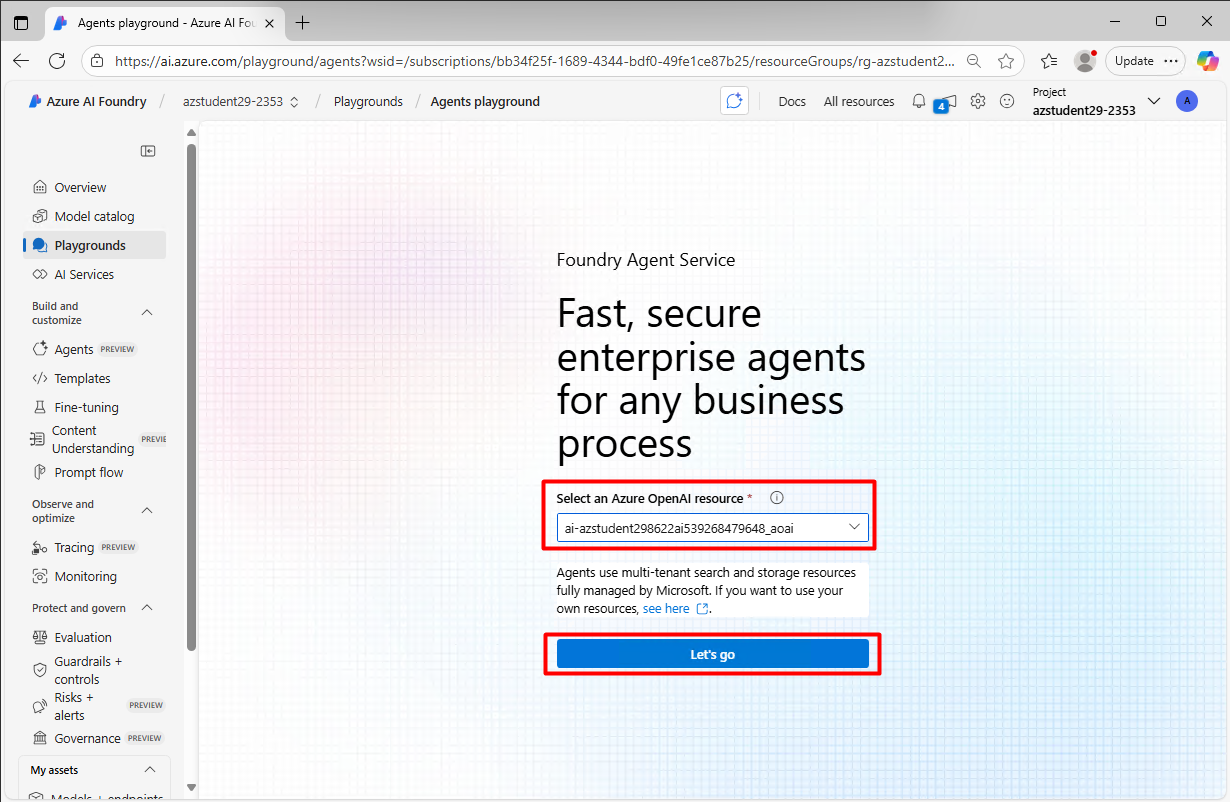 Agents playground - Azure AI Fou
https://ai.azure.com/playground/agents?wsid=/subscriptions/bb34f25f-1689-4344-bdf0-49fe1ce87b25/resourceGroups/rg-azstudent2...
Update
Azure AI Foundry / azstudent29-2353 / Playgrounds / Agents playground
Docs
All resources
4
Project
azstudent29-2353
A
Overview
Model catalog
Playgrounds
AI Services
Build and
customize
Agents PREVIEW
Templates
Fine-tuning
Content
Understanding PREVIE
Prompt flow
Observe and
optimize
Tracing PREVIEW
Monitoring
Protect and govern
Evaluation
Guardrails +
controls
Risks +
alerts PREVIEW
Governance PREVIEW
My assets
Models + endpoints
Foundry Agent Service
Fast, secure
enterprise agents
for any business
process
Select an Azure OpenAI resource *
ai-azstudent298622ai539268479648_aoai
Agents use multi-tenant search and storage resources
fully managed by Microsoft. If you want to use your
own resources, see here .
Let's go